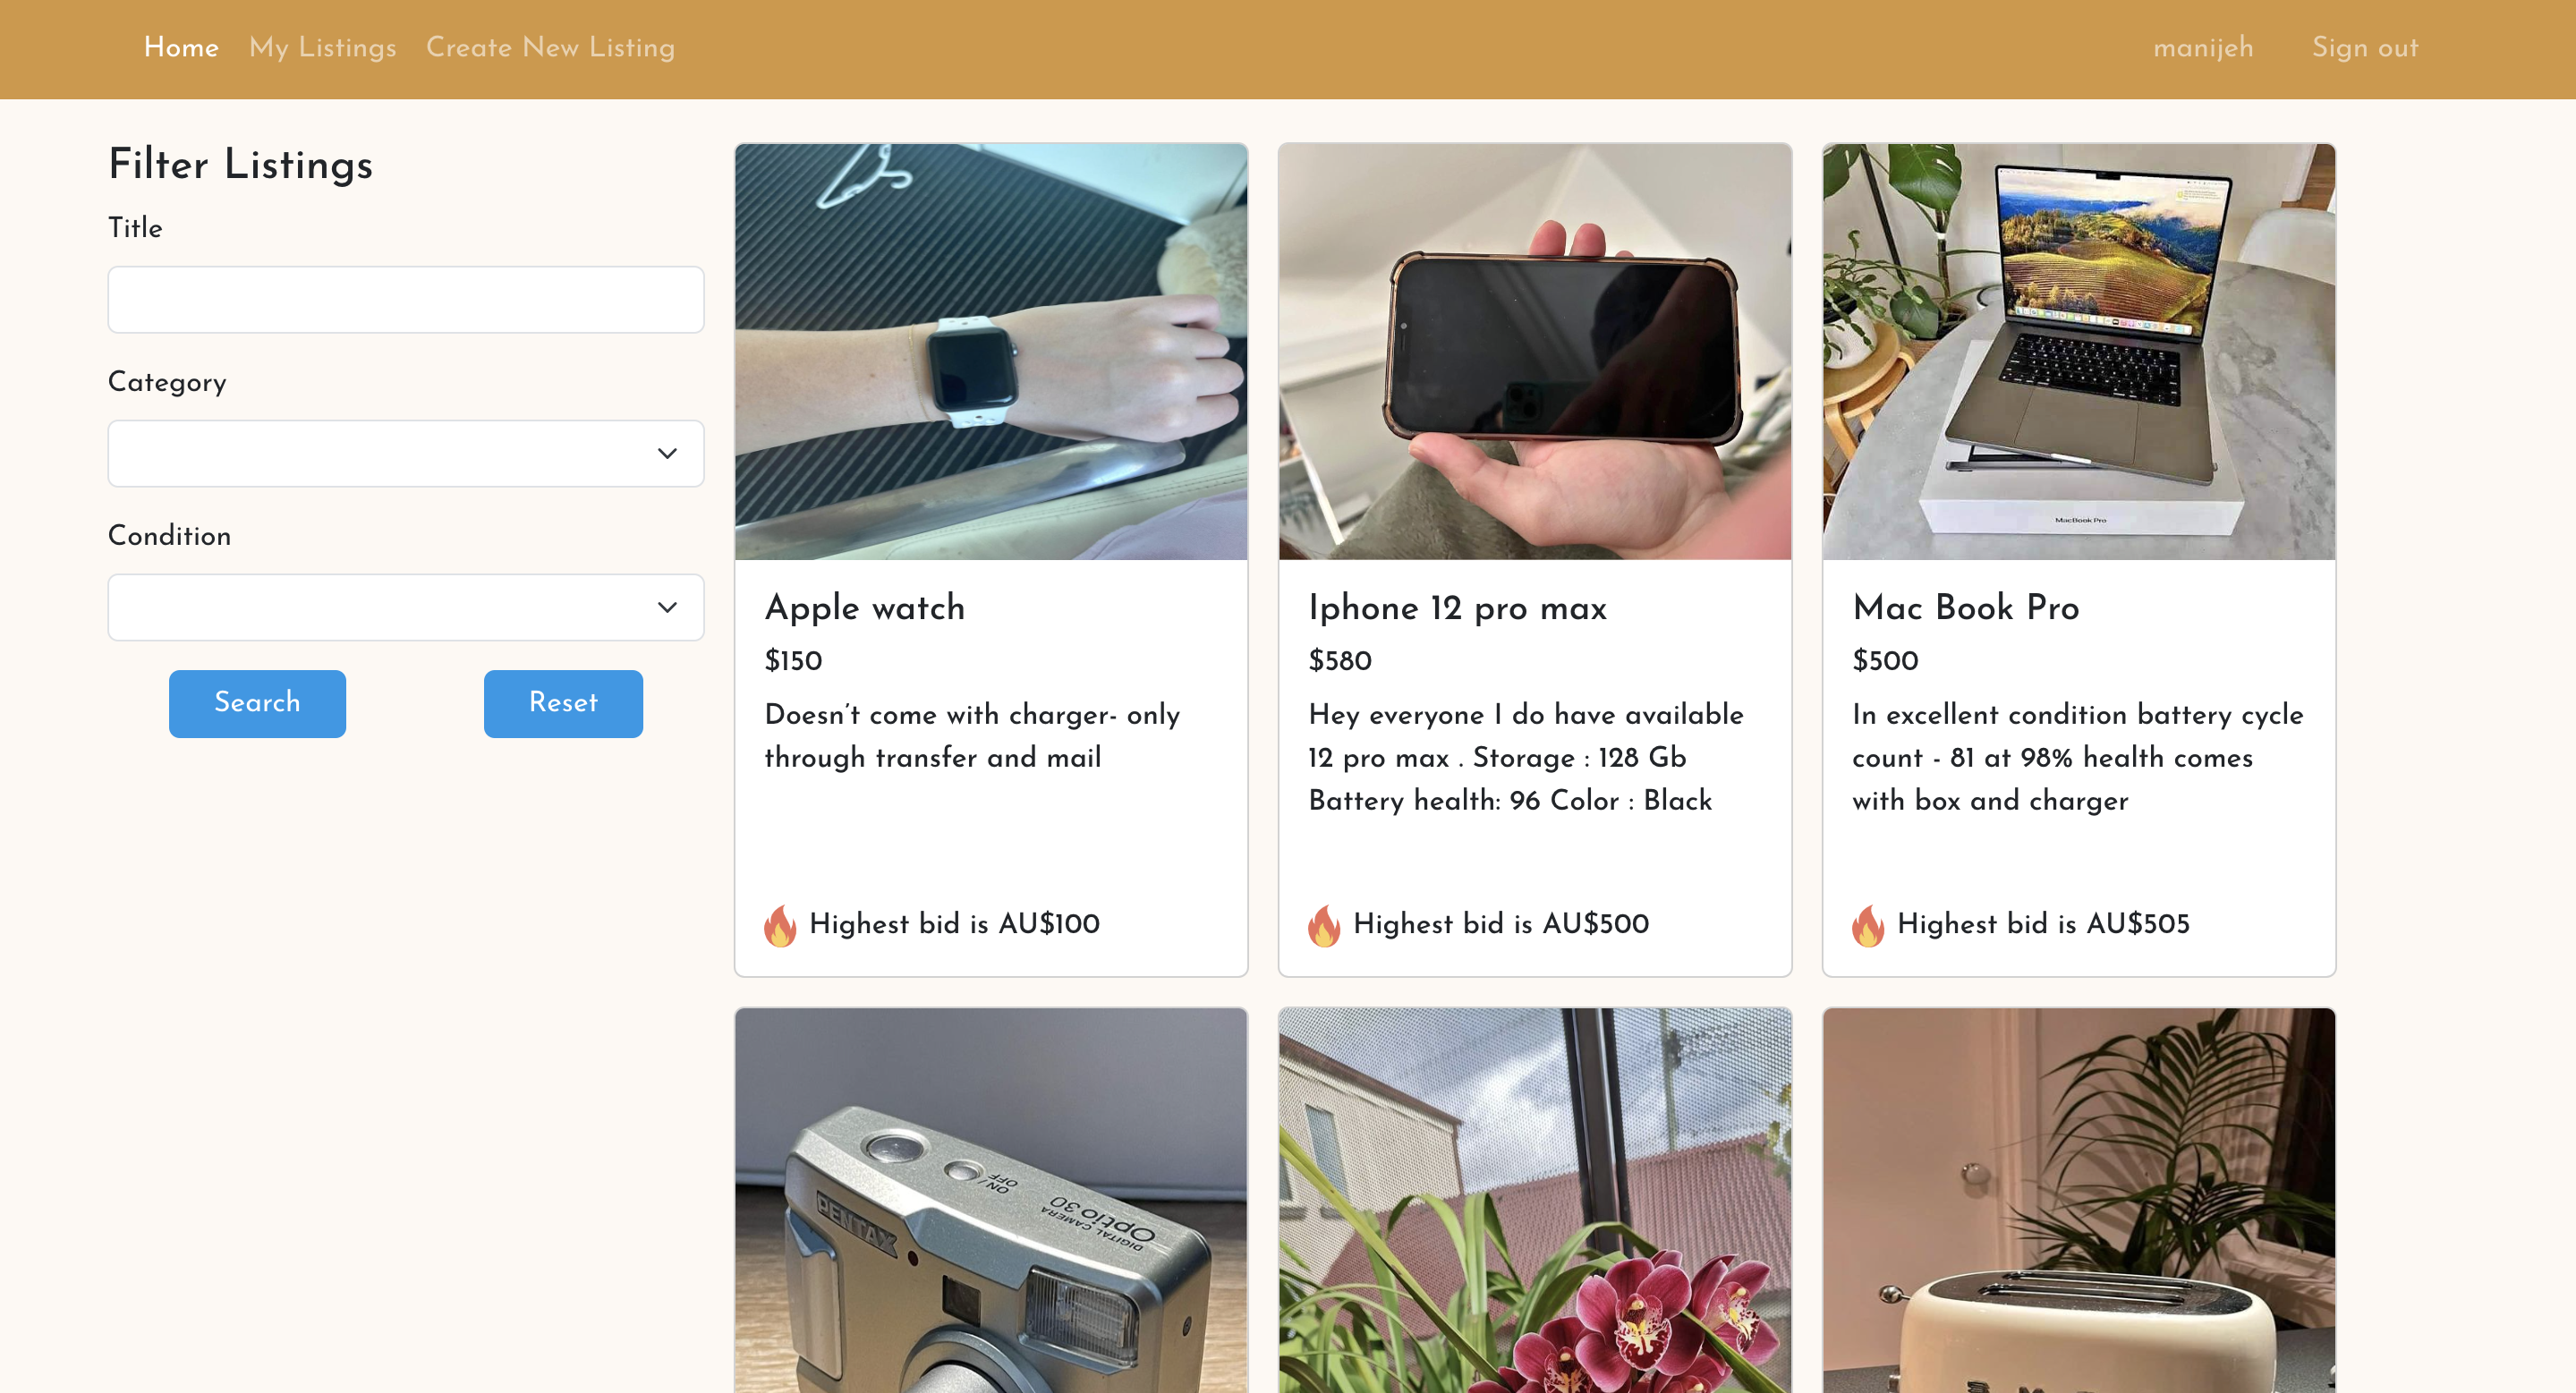 Home My Listings Create New Listing manijeh Sign out
Filter Listings
Title
Category
Condition
Search Reset
MacBook Pro
Apple watch
$150
Doesn't come with charger- only
through transfer and mail
Highest bid is AU$100
Iphone 12 pro max
$580
Hey everyone I do have available
12 pro max . Storage : 128 Gb
Battery health: 96 Color : Black
Highest bid is AU$500
Mac Book Pro
$500
In excellent condition battery cycle
count - 81 at 98% health comes
with box and charger
Highest bid is AU$505
ON/
OFF
PENTAX
DIGITAL CAMERA
Optio30